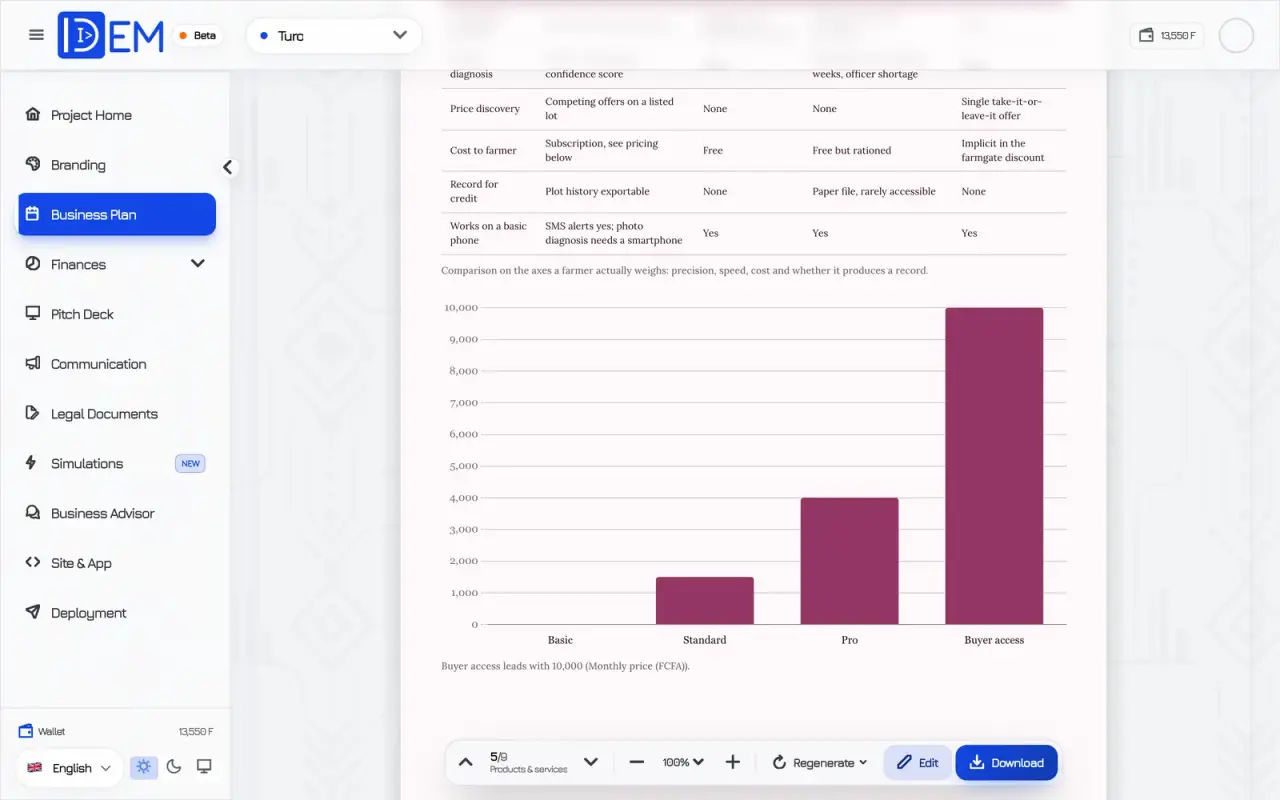 IDEM
Beta
Turc
13,550 F
Project Home
Branding
Business Plan
Finances
Pitch Deck
Communication
Legal Documents
Simulations NEW
Business Advisor
Site & App
Deployment
Wallet 13,550 F
English
diagnosis confidence score weeks, officer shortage
Price discovery Competing offers on a listed lot None None Single take-it-or-leave-it offer
Cost to farmer Subscription, see pricing below Free Free but rationed Implicit in the farmgate discount
Record for credit Plot history exportable None Paper file, rarely accessible None
Works on a basic phone SMS alerts yes; photo diagnosis needs a smartphone Yes Yes Yes
Comparison on the axes a farmer actually weighs: precision, speed, cost and whether it produces a record.
10,000
9,000
8,000
7,000
6,000
5,000
4,000
3,000
2,000
1,000
0
Basic Standard Pro Buyer access
Buyer access leads with 10,000 (Monthly price (FCFA)).
5/9
Products & services
100%
Regenerate
Edit
Download